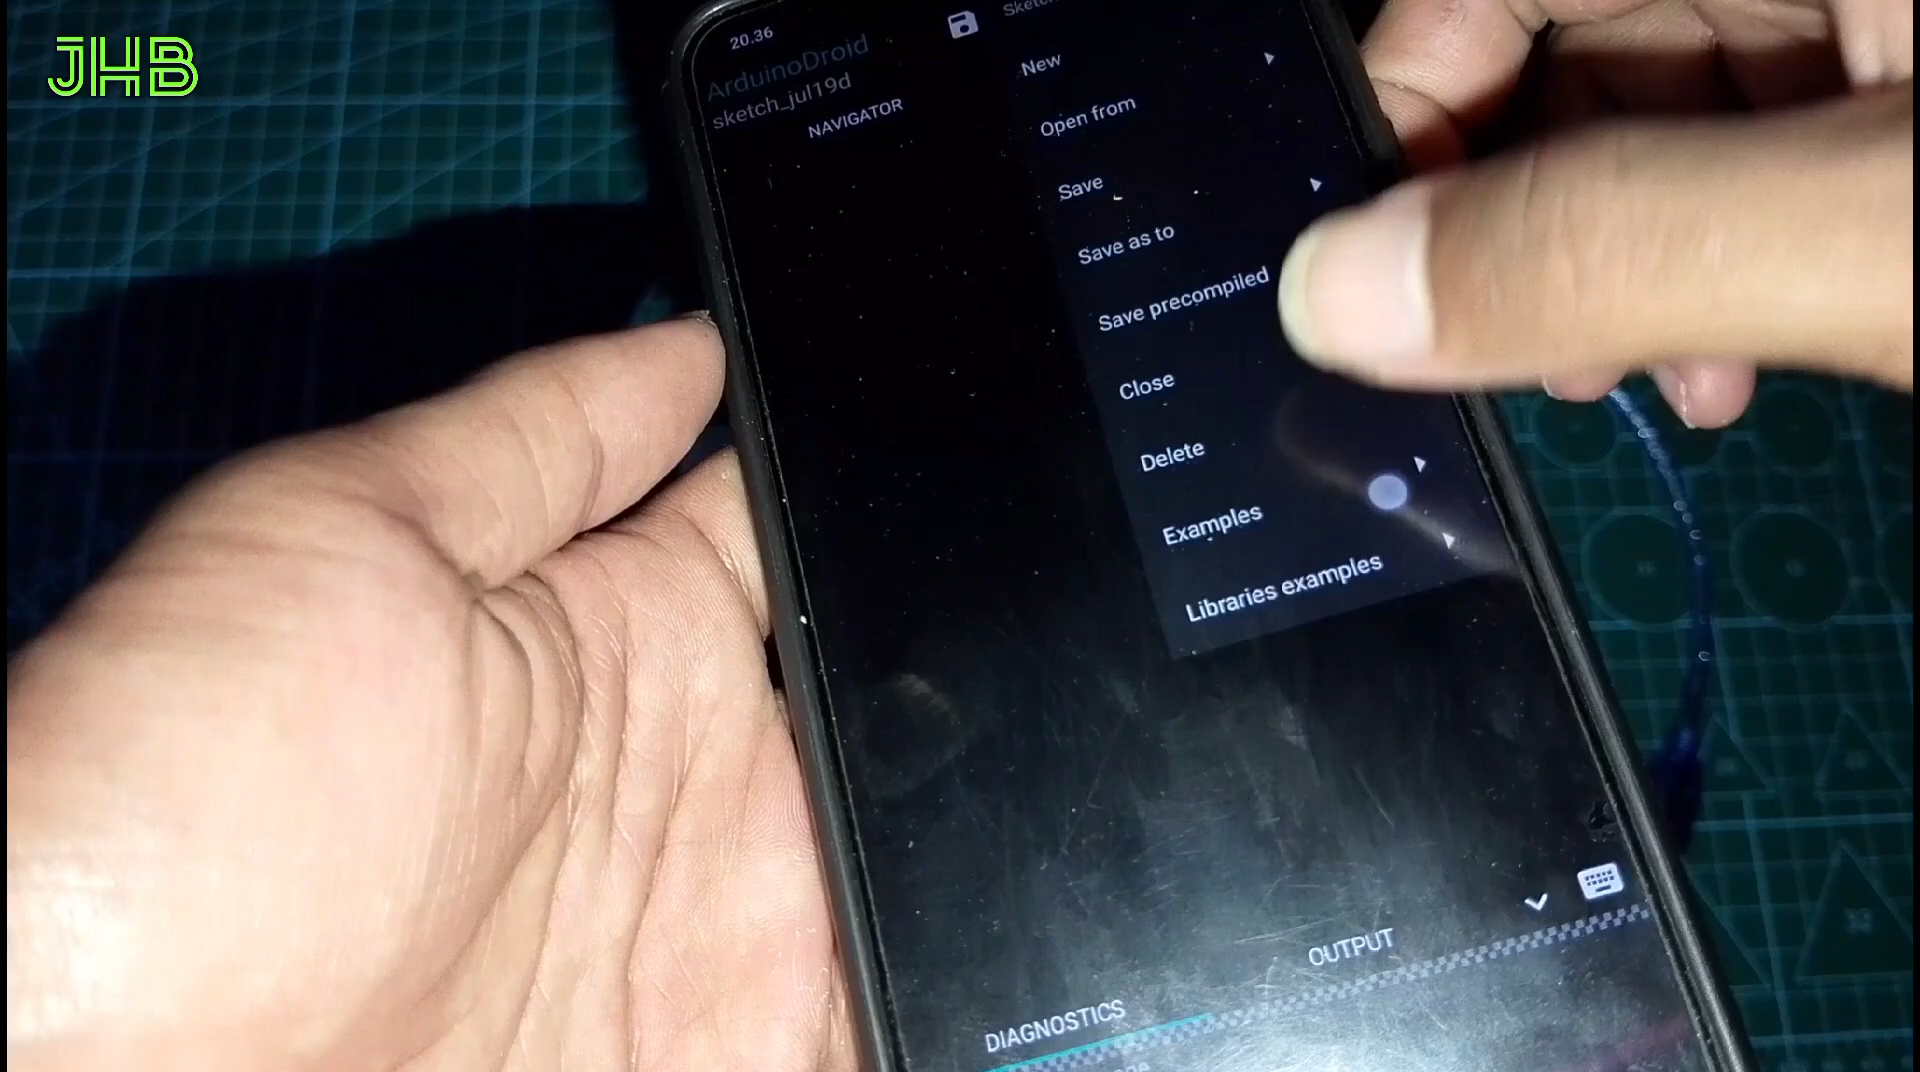 JHB
20.36
ArduinoDroid
sketch_jul19d
NAVIGATOR
Sketch
New
Open from
Save
Save as to
Save precompiled
Close
Delete
Examples
Libraries examples
OUTPUT
DIAGNOSTICS